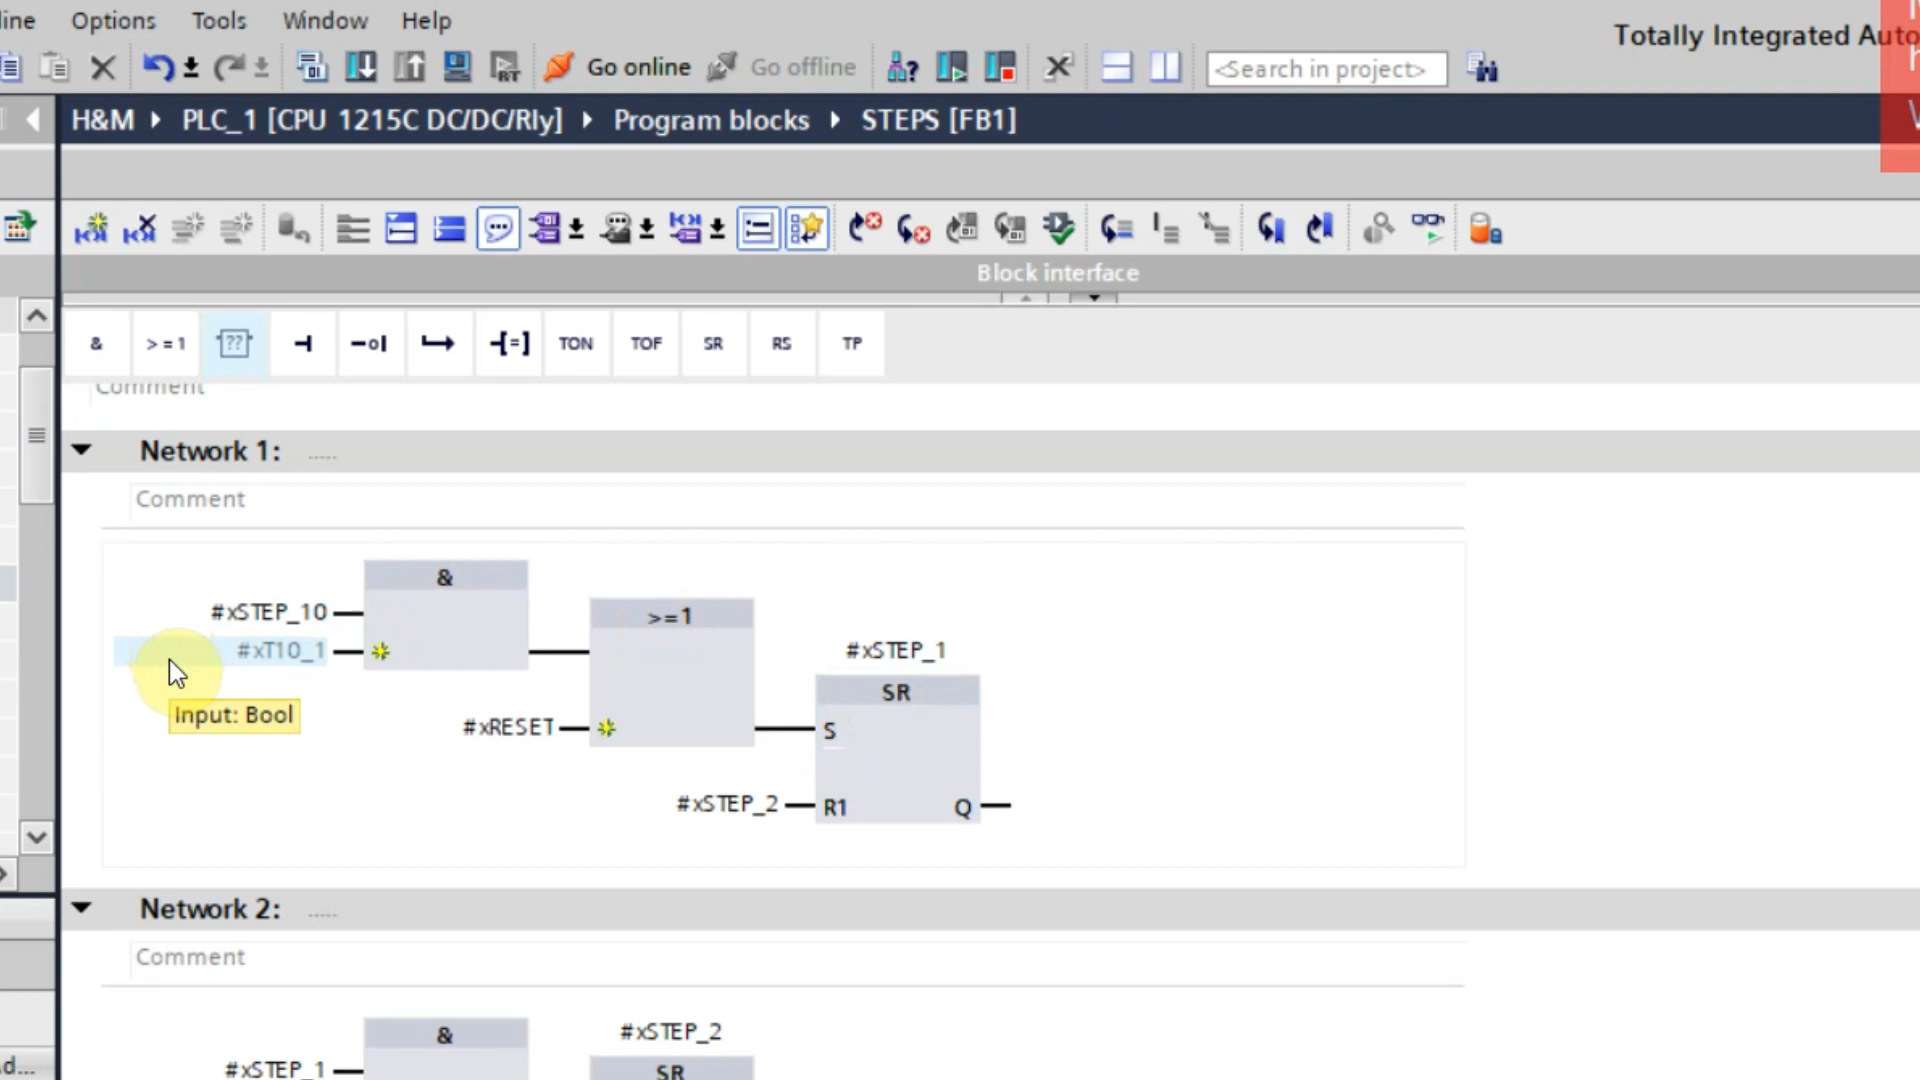 Options Tools Window Help
Totally Integrated Auto
Go online Go offline <Search in project>
H&M PLC_1 [CPU 1215C DC/DC/Rly] Program blocks STEPS [FB1]
Block interface
& >=1 ?? TON TOF SR RS TP
Comment
Network 1: .....
Comment
&
#xSTEP_10
>=1
#xT10_1
#xSTEP_1
SR
Input: Bool
#xRESET
S
#xSTEP_2
R1 Q
Network 2: .....
Comment
&
#xSTEP_2
#xSTEP_1
SR